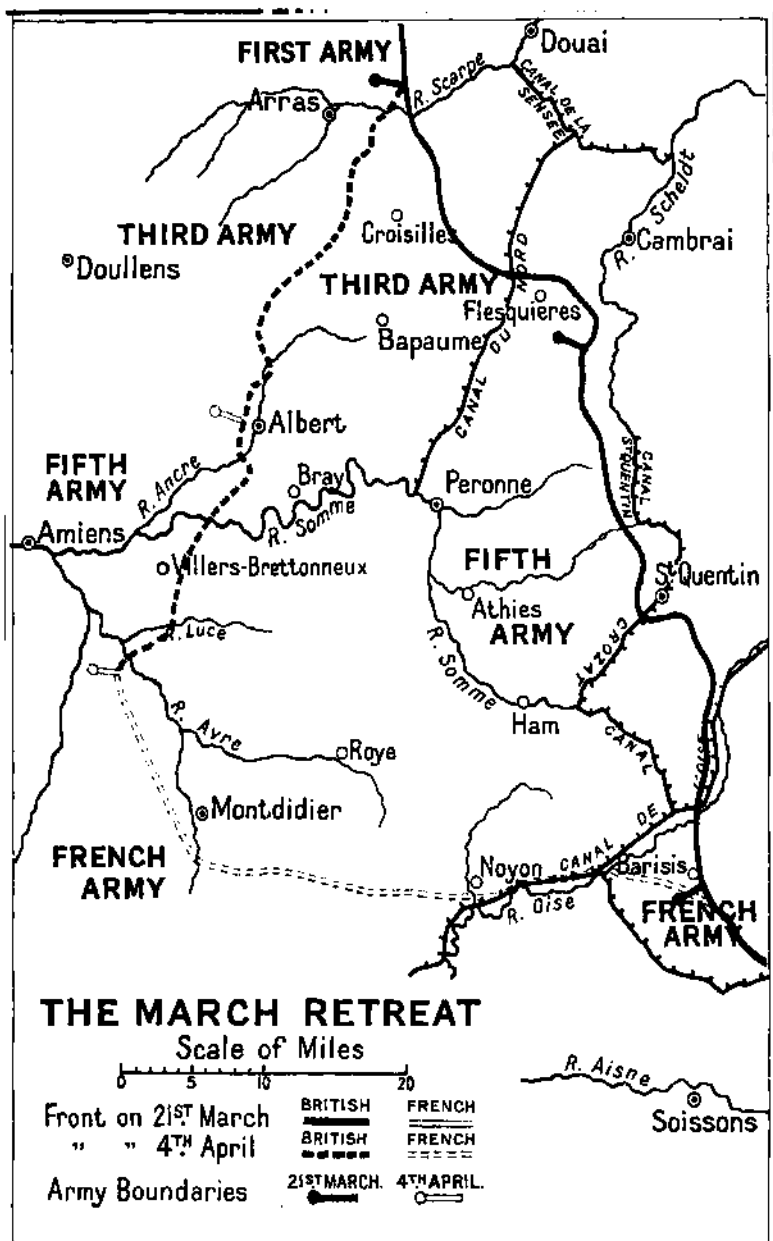 FIRST ARMY
Douai
R. Scarpe
CANAL DE LA
SENSEE
Arras
R. Scheldt
THIRD ARMY
Croisilles
Cambrai
Doullens
THIRD ARMY
Flesquières
Bapaume
CANAL DU NORD
Albert
CANAL
ST QUENTIN
FIFTH
ARMY
R. Ancre
Bray
Peronne
R. Somme
Amiens
FIFTH
Villers-Brettonneux
St. Quentin
Athies
ARMY
R. Luce
R. Somme
CROZAT
CANAL
Ham
R. Avre
Roye
Montdidier
FRENCH
ARMY
Noyon
CANAL DE L'OISE
Barisis
R. Oise
FRENCH
ARMY
THE MARCH RETREAT
Scale of Miles
0 5 10 20
R. Aisne
Soissons
Front on 21ST March BRITISH FRENCH
" " 4TH April BRITISH FRENCH
Army Boundaries 21ST MARCH. 4TH APRIL.